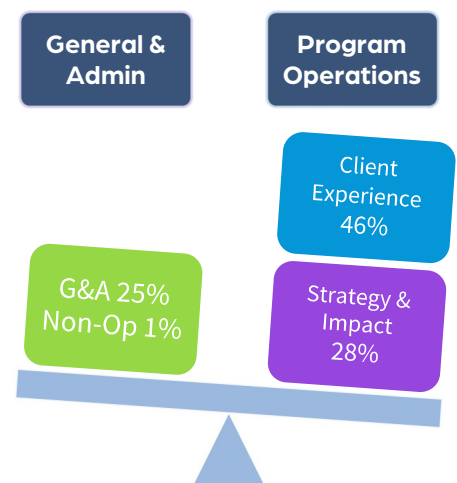 General &
Admin
Program
Operations
Client
Experience
46%
G&A 25%
Non-Op 1%
Strategy &
Impact
28%